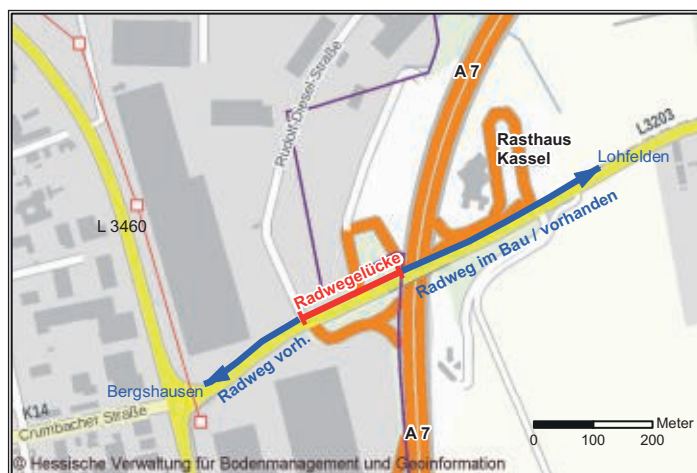 A 7
Rudolf-Diesel-Straße
L3203
Rasthaus
Kassel
Lohfelden
L 3460
Radwegelücke
Radweg im Bau / vorhanden
Radweg vorh.
Bergshausen
K14
Crumbacher Straße
A 7
Meter
0 100 200
© Hessische Verwaltung für Bodenmanagement und Geoinformation